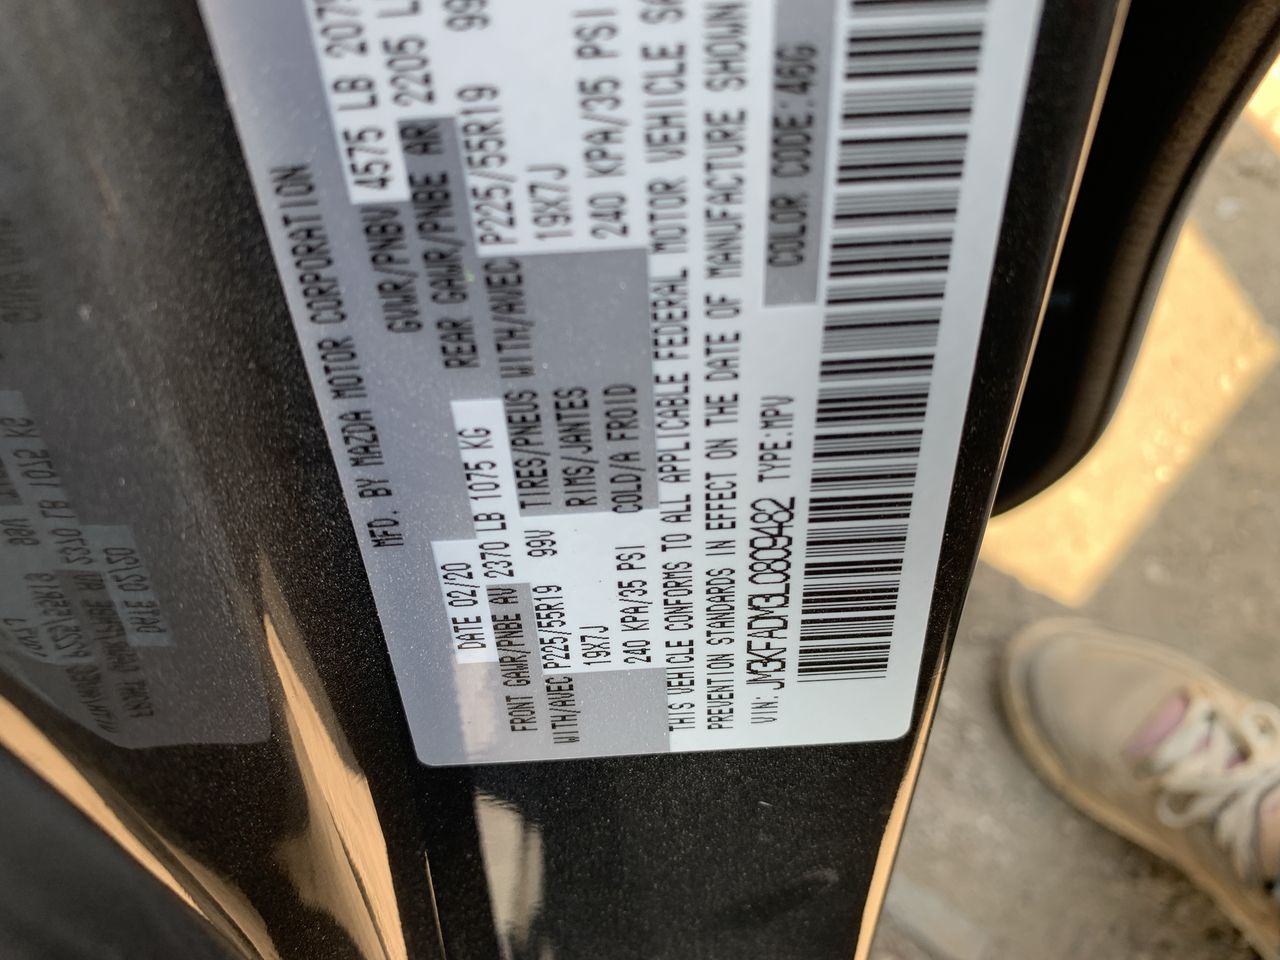 MFD. BY MAZDA MOTOR CORPORATION
DATE 02/20 GVWR/PNBV 4575 LB 207
FRONT GAWR/PNBE AV 2370 LB 1075 KG REAR GAWR/PNBE AR 2205 L
WITH/AVEC P225/55R19 99V TIRES/PNEUS WITH/AVEC P225/55R19 99
19X7J RIMS/JANTES 19X7J
240 KPA/35 PSI COLD/A FROID 240 KPA/35 PSI
THIS VEHICLE CONFORMS TO ALL APPLICABLE FEDERAL MOTOR VEHICLE SA
PREVENTION STANDARDS IN EFFECT ON THE DATE OF MANUFACTURE SHOWN
VIN: JM3KFADM3L0809482 TYPE:MPV COLOR CODE:46G